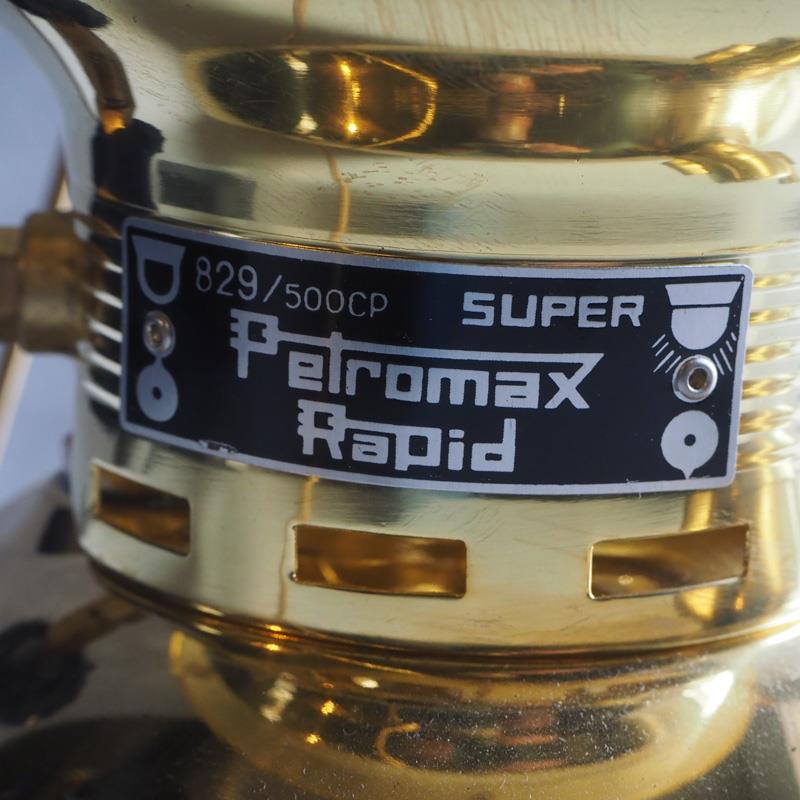 829/500CP SUPER
Petromax
Rapid